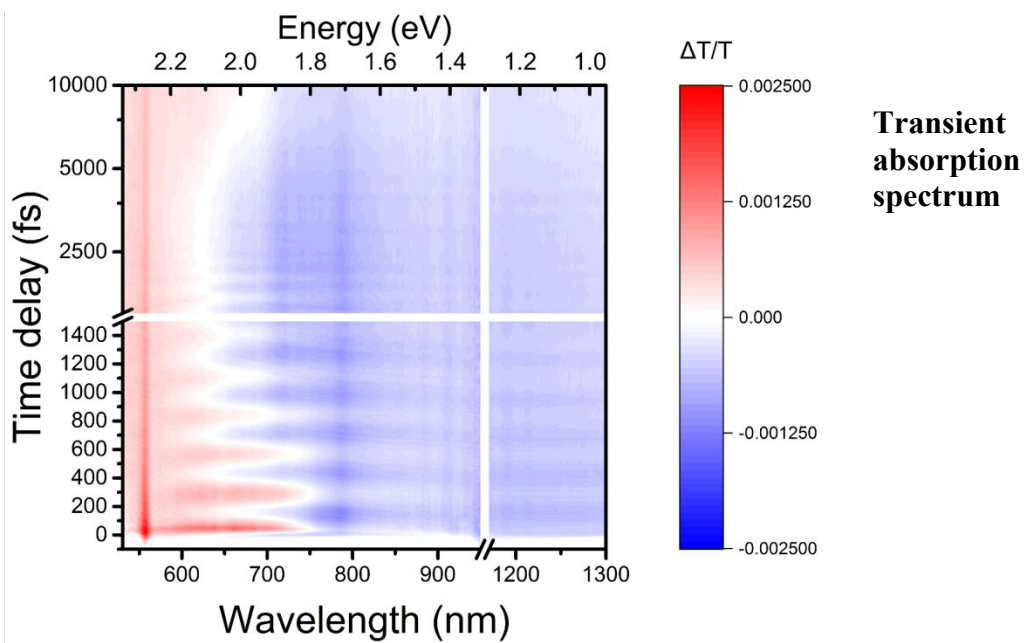 Energy (eV)
2.2 2.0 1.8 1.6 1.4 1.2 1.0
ΔT/T
10000
5000
2500
1400
1200
1000
800
600
400
200
0
Time delay (fs)
600 700 800 900 1200 1300
Wavelength (nm)
0.002500
0.001250
0.000
-0.001250
-0.002500
Transient
absorption
spectrum